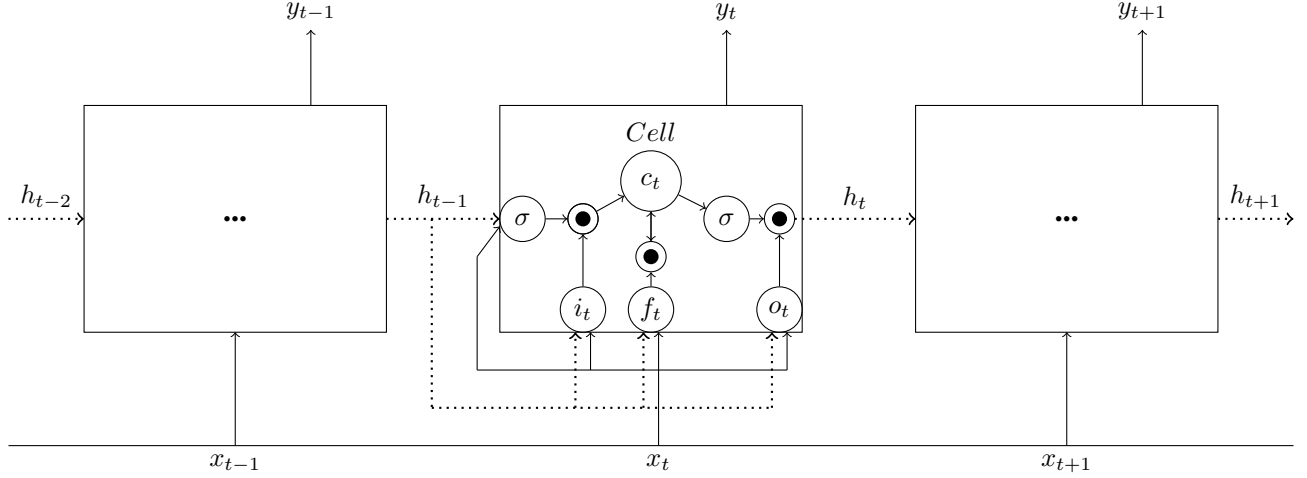 y_{t−1} y_t y_{t+1}
Cell
c_t
h_{t−2} ... h_{t−1} σ σ h_t ... h_{t+1}
i_t f_t o_t
x_{t−1} x_t x_{t+1}